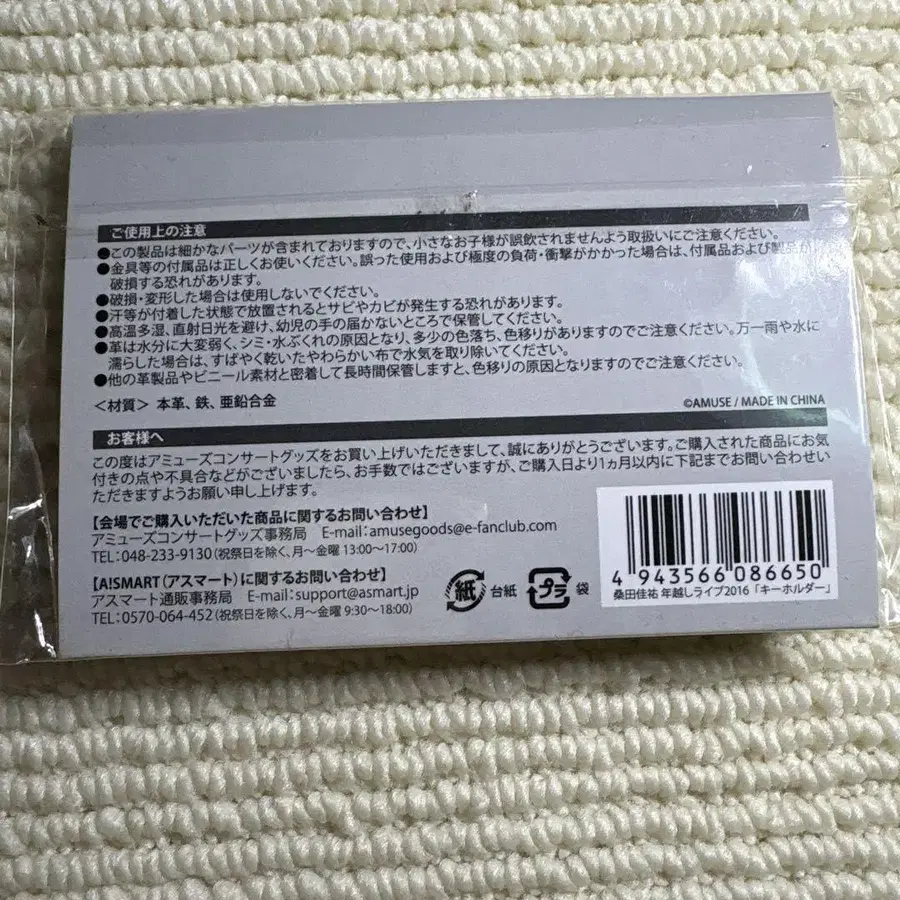 ご使用上の注意
●この製品は細かなパーツが含まれておりますので、小さなお子様が誤飲されませんよう取扱いにご注意ください。
●金具等の付属品は正しくお使いください。誤った使用および極度の負荷・衝撃がかかった場合は、付属品および製品が
破損する恐れがあります。
●破損・変形した場合は使用しないでください。
●汗等が付着した状態で放置されるとサビやカビが発生する恐れがあります。
●高温多湿、直射日光を避け、幼児の手の届かないところで保管してください。
●革は水分に大変弱く、シミ・水ぶくれの原因となり、多少の色落ち、色移りがありますのでご注意ください。万一雨や水に
濡らした場合は、すばやく乾いたやわらかい布で水気を取り除いてください。
●他の革製品やビニール素材と密着して長時間保管しますと、色移りの原因となりますのでご注意ください。
＜材質＞ 本革、鉄、亜鉛合金
©AMUSE / MADE IN CHINA
お客様へ
この度はアミューズコンサートグッズをお買い上げいただきまして、誠にありがとうございます。ご購入された商品にお気
付きの点や不具合などがございましたら、お手数ではございますが、ご購入日より1ヵ月以内に下記までお問い合わせい
ただきますようお願い申し上げます。
【会場でご購入いただいた商品に関するお問い合わせ】
アミューズコンサートグッズ事務局 E-mail:amusegoods@e-fanclub.com
TEL:048-233-9130(祝祭日を除く、月～金曜 13:00～17:00)
【A!SMART（アスマート）に関するお問い合わせ】
アスマート通販事務局 E-mail:support@asmart.jp
TEL:0570-064-452(祝祭日を除く、月～金曜 9:30～18:00)
紙 台紙 プラ 袋
4 943566 086650
桑田佳祐 年越しライブ2016「キーホルダー」